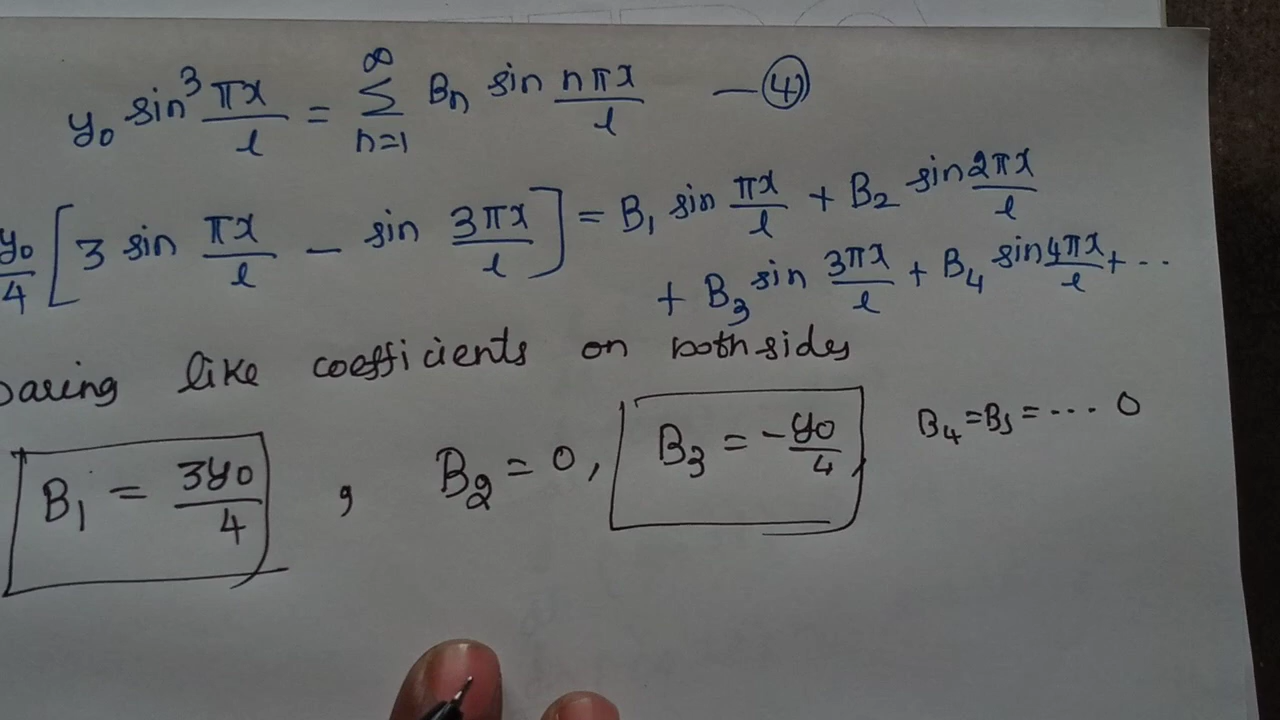 y₀ sin³ πx/l = ∞ Σ n=1 Bn sin nπx/l — ④
y₀/4 [3 sin πx/l − sin 3πx/l] = B₁ sin πx/l + B₂ sin 2πx/l
+ B₃ sin 3πx/l + B₄ sin 4πx/l + ...
paring like coefficients on both sides
B₁ = 3y₀/4 , B₂ = 0, B₃ = -y₀/4 B₄ = B₅ = ... 0